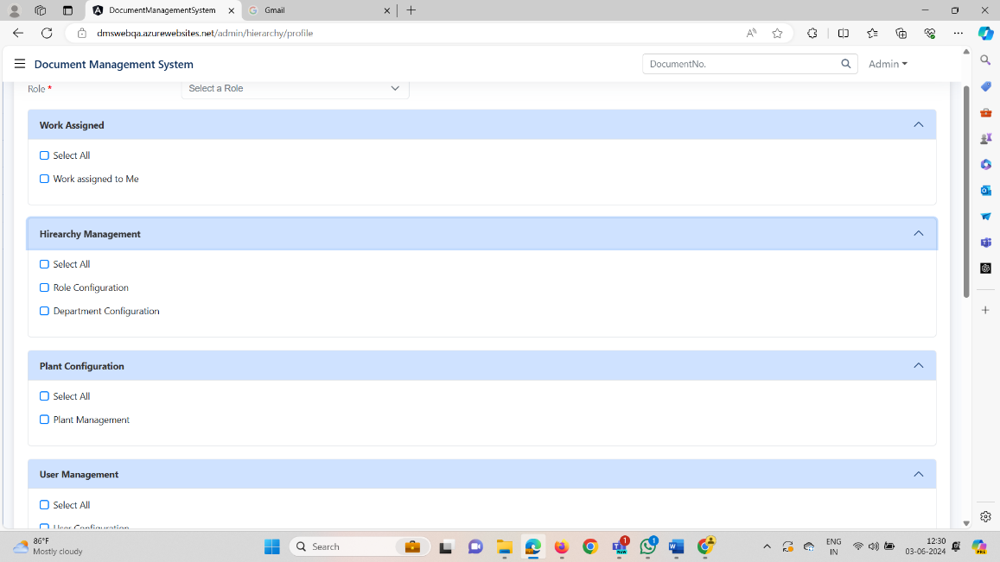 DocumentManagementSystem
Gmail
dmswebqa.azurewebsites.net/admin/hierarchy/profile
Document Management System
DocumentNo.
Admin
Role *
Select a Role
Work Assigned
Select All
Work assigned to Me
Hirearchy Management
Select All
Role Configuration
Department Configuration
Plant Configuration
Select All
Plant Management
User Management
Select All
User Configuration
86°F
Mostly cloudy
Search
ENG
IN
12:30
03-06-2024